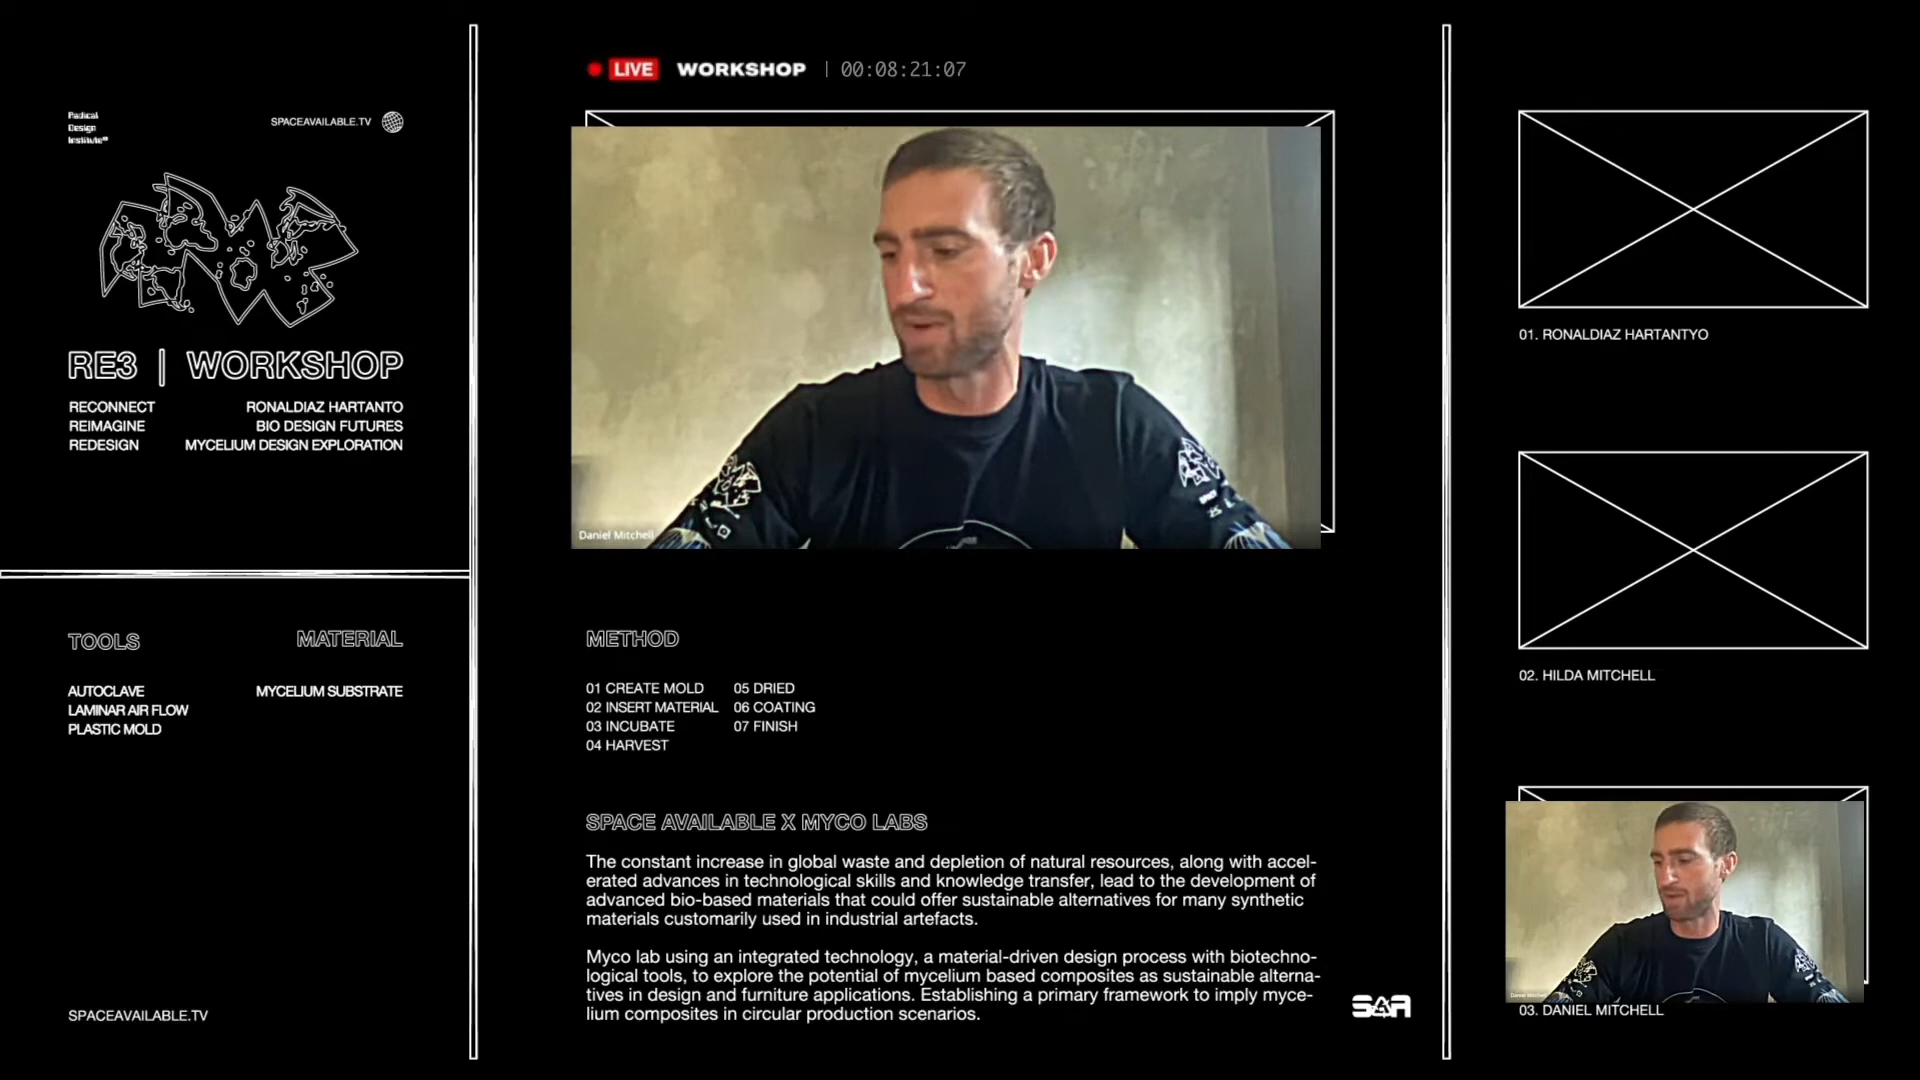 Radical
Design
Institute
SPACEAVAILABLE.TV
RE3 | WORKSHOP
RECONNECT
REIMAGINE
REDESIGN
RONALDIAZ HARTANTO
BIO DESIGN FUTURES
MYCELIUM DESIGN EXPLORATION
TOOLS
AUTOCLAVE
LAMINAR AIR FLOW
PLASTIC MOLD
MATERIAL
MYCELIUM SUBSTRATE
SPACEAVAILABLE.TV
LIVE WORKSHOP | 00:08:21:07
Daniel Mitchell
METHOD
01 CREATE MOLD
02 INSERT MATERIAL
03 INCUBATE
04 HARVEST
05 DRIED
06 COATING
07 FINISH
SPACE AVAILABLE X MYCO LABS
The constant increase in global waste and depletion of natural resources, along with accel-
erated advances in technological skills and knowledge transfer, lead to the development of
advanced bio-based materials that could offer sustainable alternatives for many synthetic
materials customarily used in industrial artefacts.
Myco lab using an integrated technology, a material-driven design process with biotechno-
logical tools, to explore the potential of mycelium based composites as sustainable alterna-
tives in design and furniture applications. Establishing a primary framework to imply myce-
lium composites in circular production scenarios.
01. RONALDIAZ HARTANTYO
02. HILDA MITCHELL
03. DANIEL MITCHELL